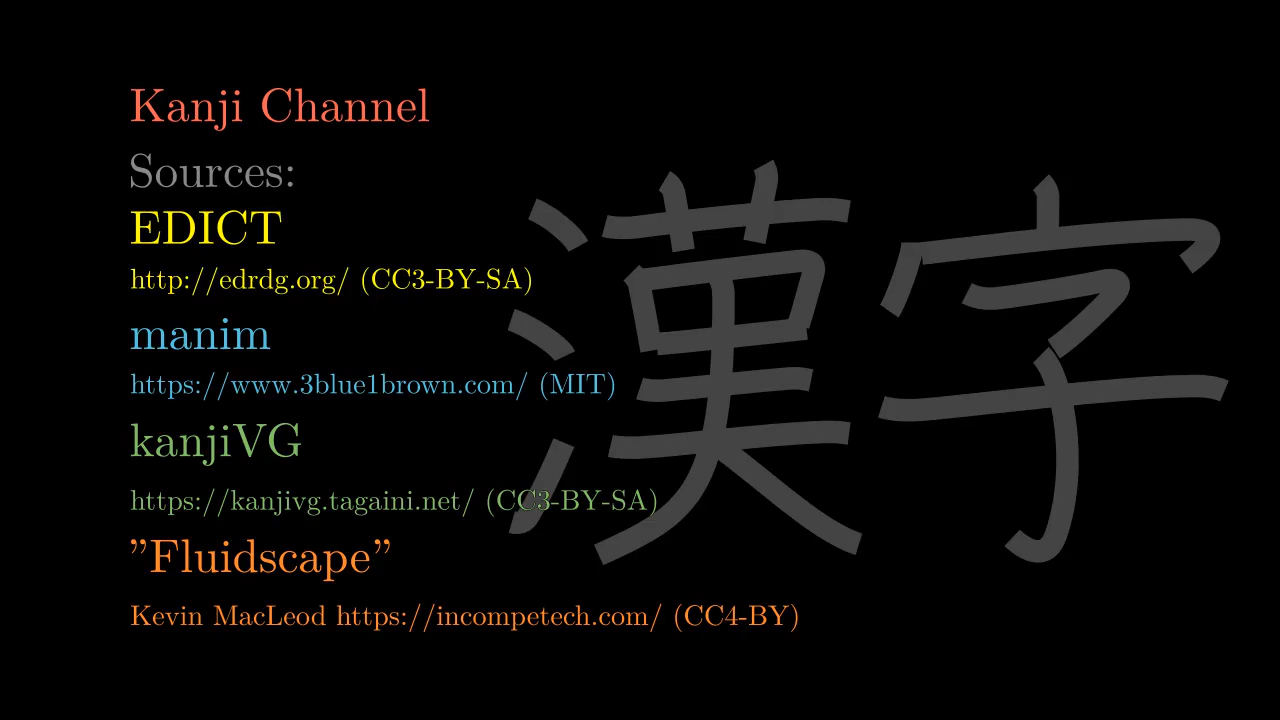 Kanji Channel
Sources:
EDICT
http://edrdg.org/ (CC3-BY-SA)
manim
https://www.3blue1brown.com/ (MIT)
kanjiVG
https://kanjivg.tagaini.net/ (CC3-BY-SA)
”Fluidscape”
Kevin MacLeod https://incompetech.com/ (CC4-BY)
漢字